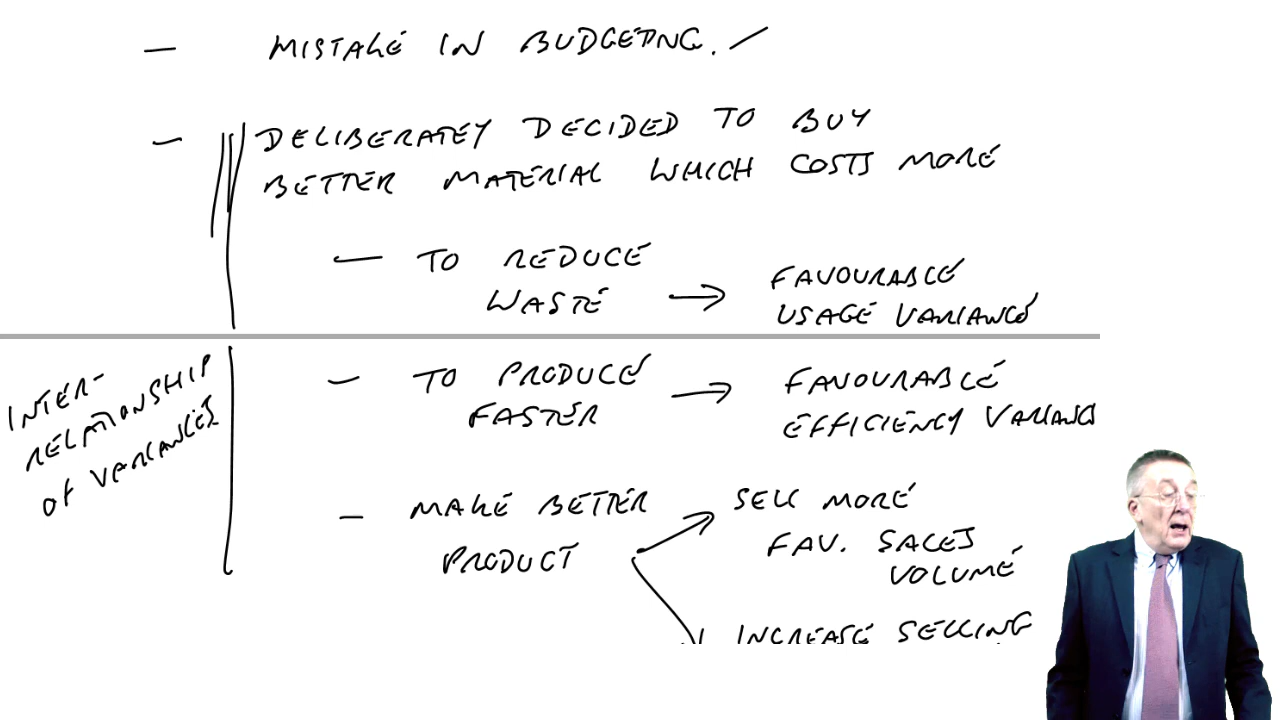 — MISTAKE IN BUDGETING.
— DELIBERATEY DECIDED TO BUY
BETTER MATERIAL WHICH COSTS MORE
— TO REDUCE
WASTE → FAVOURABLE
USAGE VARIANCE
INTER-
RELATIONSHIP
OF VARIANCES
— TO PRODUCE
FASTER → FAVOURABLE
EFFICIENCY VARIANCE
— MAKE BETTER
PRODUCT
SELL MORE
FAV. SALES
VOLUME
INCREASE SELLING